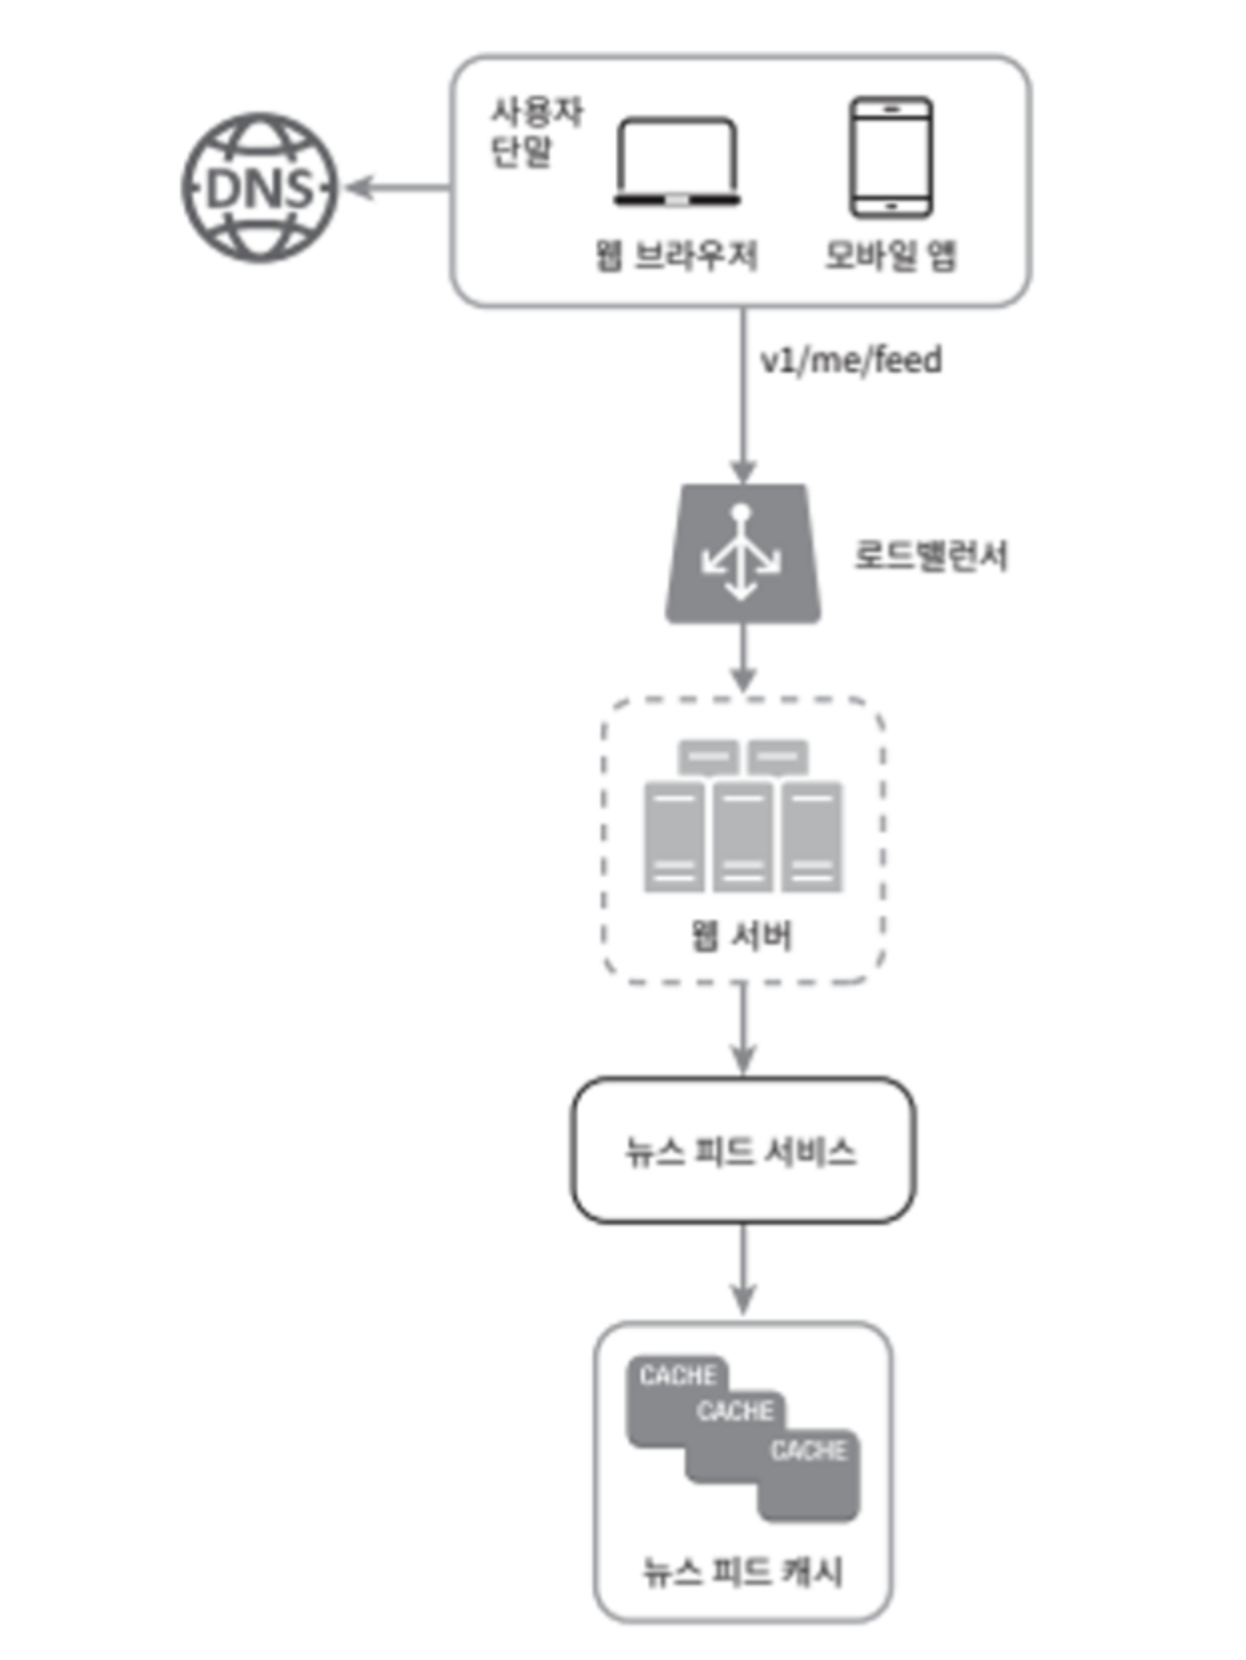 사용자
단말
DNS
웹 브라우저
모바일 앱
v1/me/feed
로드밸런서
웹 서버
뉴스 피드 서비스
CACHE
CACHE
CACHE
뉴스 피드 캐시